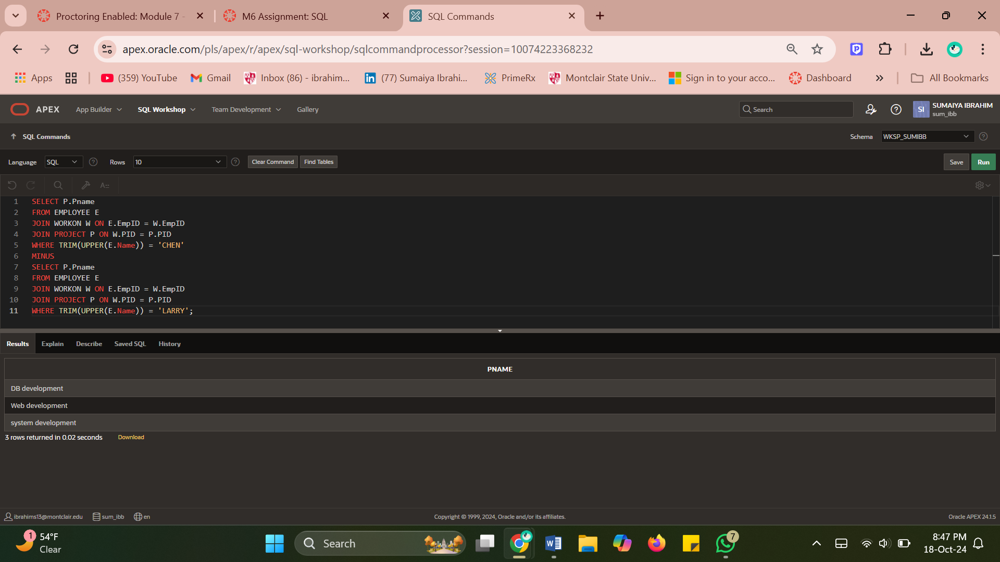 Proctoring Enabled: Module 7 -
M6 Assignment: SQL
SQL Commands
apex.oracle.com/pls/apex/r/apex/sql-workshop/sqlcommandprocessor?session=10074223368232
Apps
(359) YouTube
Gmail
Inbox (86) - ibrahim...
(77) Sumaiya Ibrahi...
PrimeRx
Montclair State Univ...
Sign in to your acco...
Dashboard
All Bookmarks
APEX
App Builder
SQL Workshop
Team Development
Gallery
Search
SI
SUMAIYA IBRAHIM
sum_ibb
SQL Commands
Schema
WKSP_SUMIBB
Language
SQL
Rows
10
Clear Command
Find Tables
Save
Run
A::
1 SELECT P.Pname
2 FROM EMPLOYEE E
3 JOIN WORKON W ON E.EmpID = W.EmpID
4 JOIN PROJECT P ON W.PID = P.PID
5 WHERE TRIM(UPPER(E.Name)) = 'CHEN'
6 MINUS
7 SELECT P.Pname
8 FROM EMPLOYEE E
9 JOIN WORKON W ON E.EmpID = W.EmpID
10 JOIN PROJECT P ON W.PID = P.PID
11 WHERE TRIM(UPPER(E.Name)) = 'LARRY';
Results
Explain
Describe
Saved SQL
History
PNAME
DB development
Web development
system development
3 rows returned in 0.02 seconds
Download
ibrahims13@montclair.edu
sum_ibb
en
Copyright © 1999, 2024, Oracle and/or its affiliates.
Oracle APEX 24.1.5
1
54°F
Clear
Search
W
7
8:47 PM
18-Oct-24